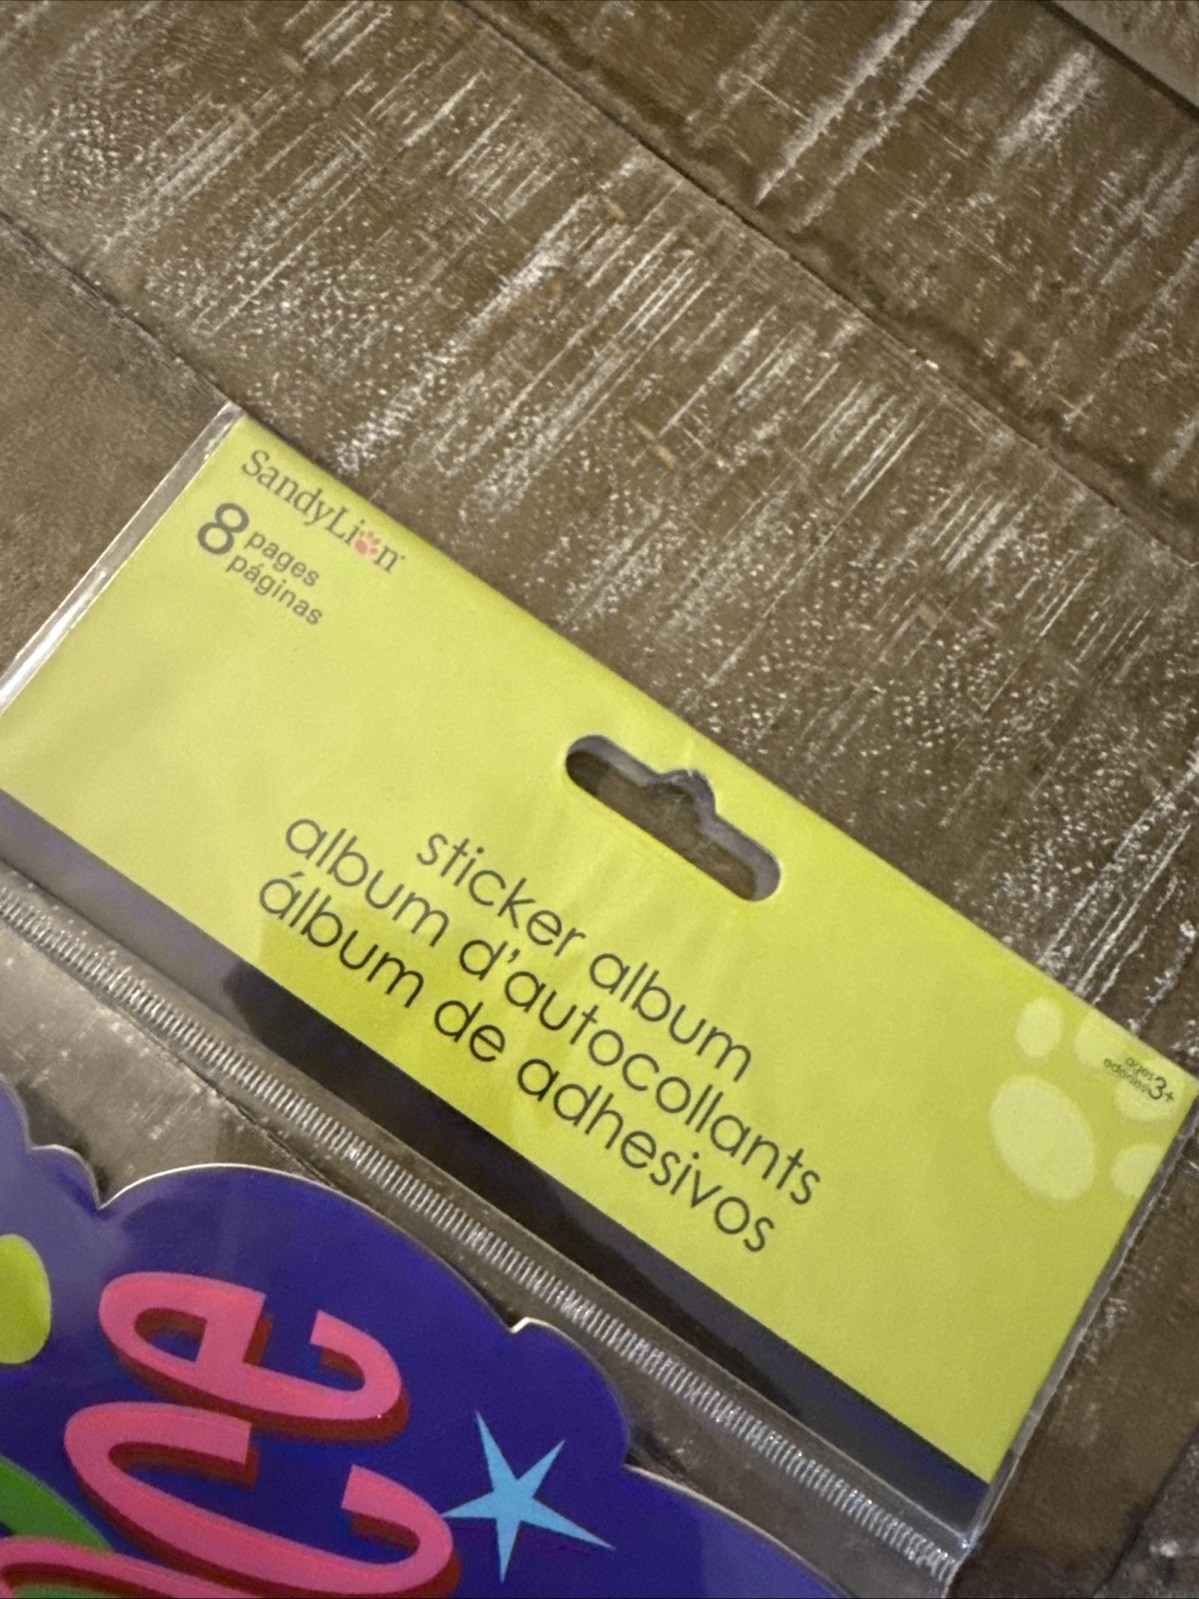 SandyLion
8 pages
páginas
sticker album
album d'autocollants
álbum de adhesivos
ages
edades 3+